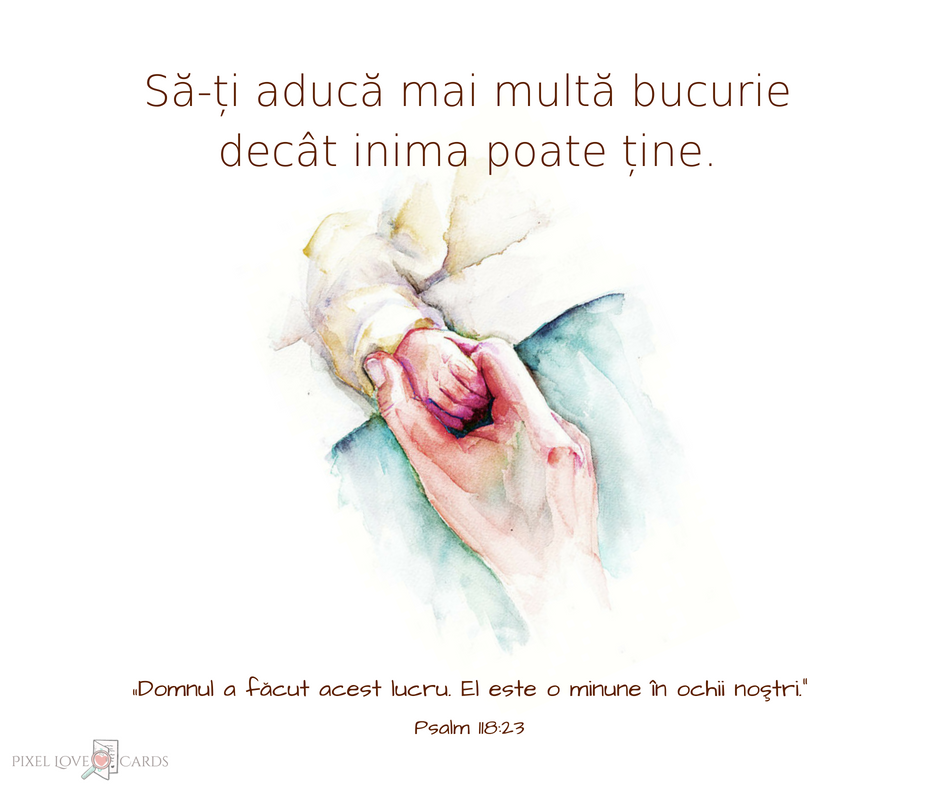 Să-ți aducă mai multă bucurie
decât inima poate ține.
„Domnul a făcut acest lucru. El este o minune în ochii noştri."
Psalm 118:23
PIXEL LOVE CARDS